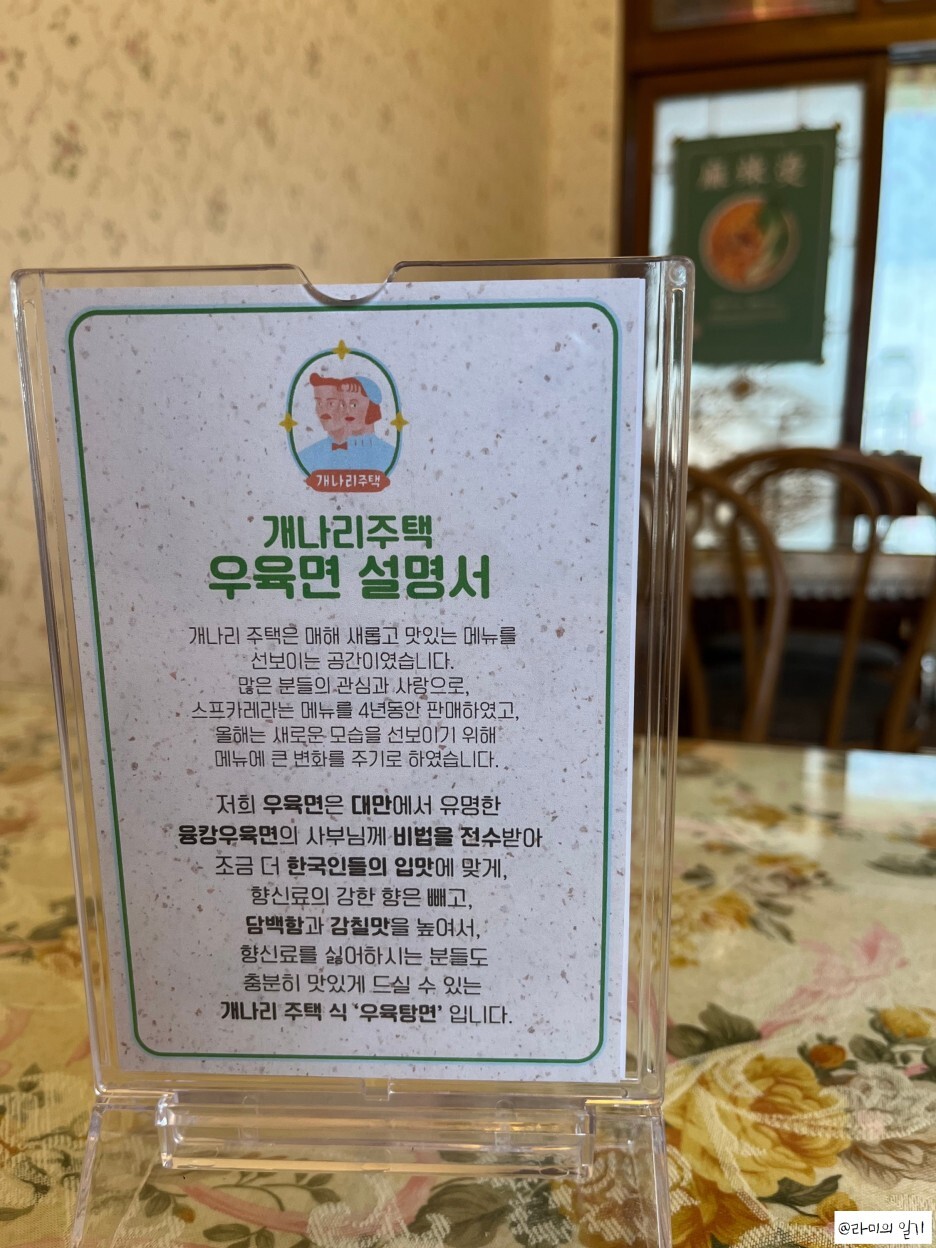 개나리주택
개나리주택
우육면 설명서
개나리 주택은 매해 새롭고 맛있는 메뉴를
선보이는 공간이였습니다.
많은 분들의 관심과 사랑으로,
스프카레라는 메뉴를 4년동안 판매하였고,
올해는 새로운 모습을 선보이기 위해
메뉴에 큰 변화를 주기로 하였습니다.
저희 우육면은 대만에서 유명한
융캉우육면의 사부님께 비법을 전수받아
조금 더 한국인들의 입맛에 맞게,
향신료의 강한 향은 빼고,
담백함과 감칠맛을 높여서,
향신료를 싫어하시는 분들도
충분히 맛있게 드실 수 있는
개나리 주택 식 '우육탕면' 입니다.
@라미의 일기